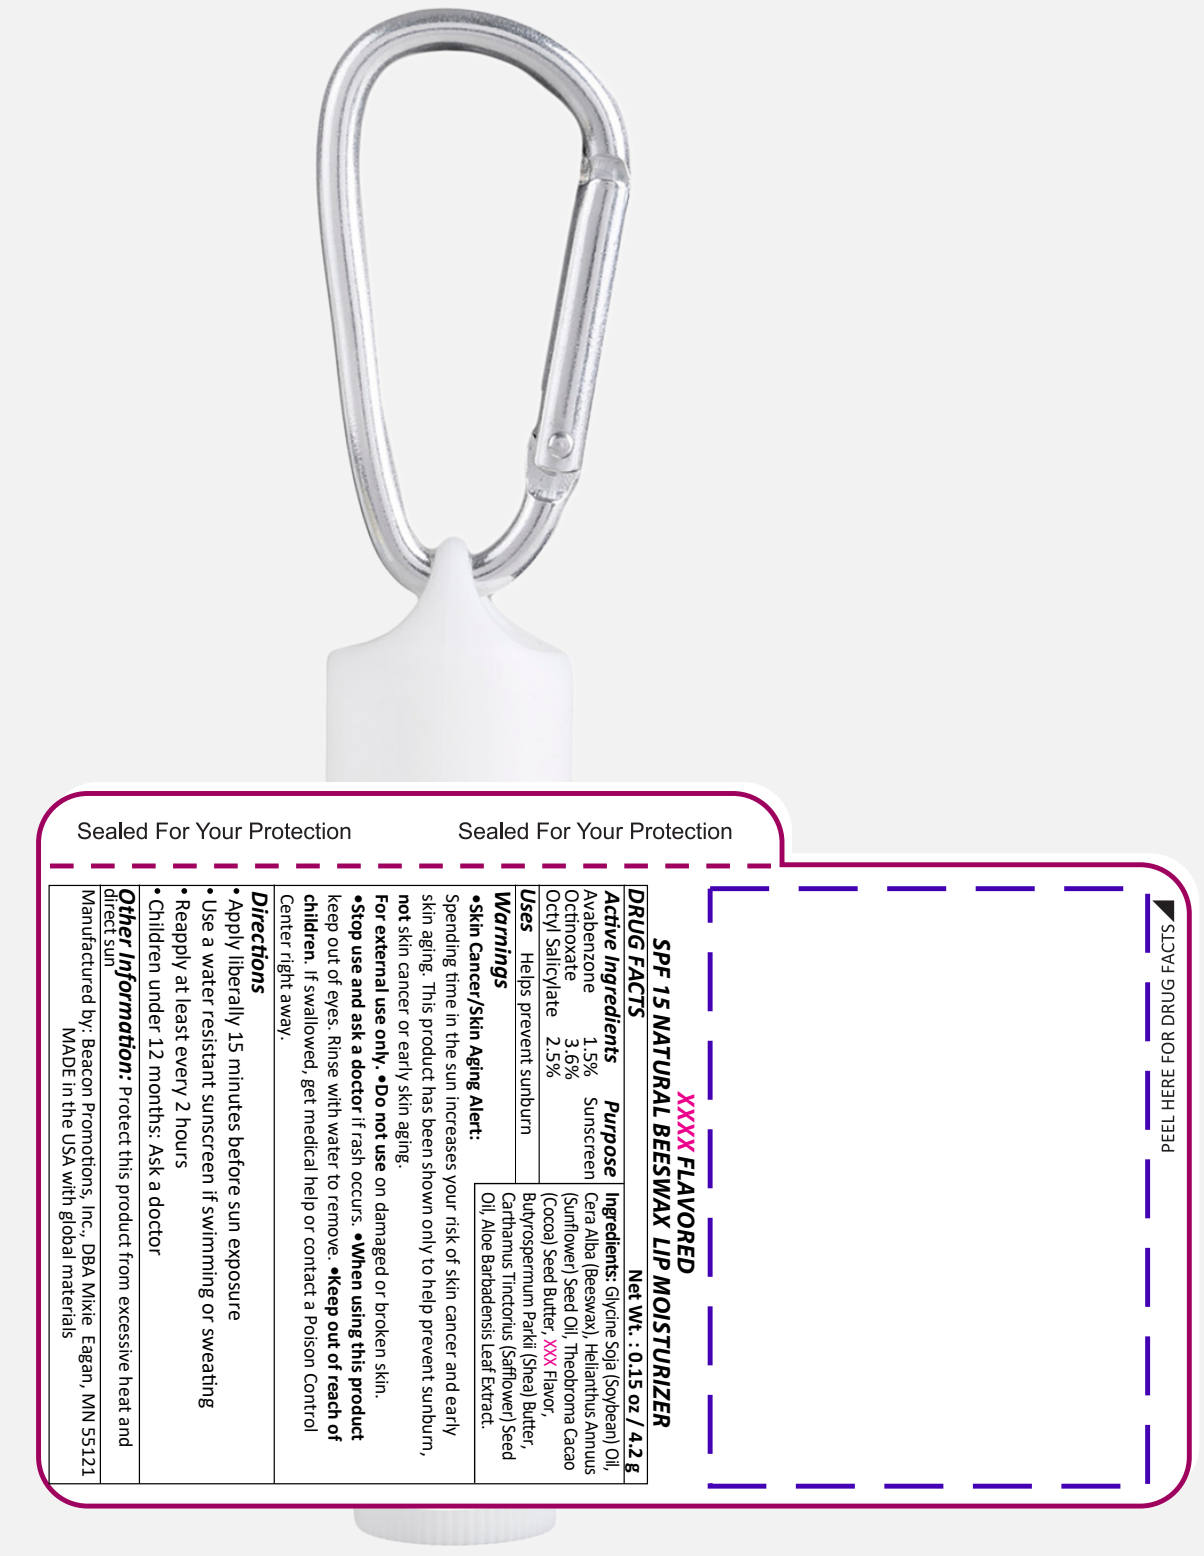 Sealed For Your Protection
Sealed For Your Protection
PEEL HERE FOR DRUG FACTS
XXXX FLAVORED
SPF 15 NATURAL BEESWAX LIP MOISTURIZER
DRUG FACTS Net Wt. : 0.15 oz / 4.2 g
Active Ingredients Purpose
Avabenzone 1.5% Sunscreen
Octinoxate 3.6%
Octyl Salicylate 2.5%
Uses Helps prevent sunburn
Ingredients: Glycine Soja (Soybean) Oil,
Cera Alba (Beeswax), Helianthus Annuus
(Sunflower) Seed Oil, Theobroma Cacao
(Cocoa) Seed Butter, XXX Flavor,
Butyrospermum Parkii (Shea) Butter,
Carthamus Tinctorius (Safflower) Seed
Oil, Aloe Barbadensis Leaf Extract.
Warnings
•Skin Cancer/Skin Aging Alert:
Spending time in the sun increases your risk of skin cancer and early
skin aging. This product has been shown only to help prevent sunburn,
not skin cancer or early skin aging.
For external use only. •Do not use on damaged or broken skin.
•Stop use and ask a doctor if rash occurs. •When using this product
keep out of eyes. Rinse with water to remove. •Keep out of reach of
children. If swallowed, get medical help or contact a Poison Control
Center right away.
Directions
• Apply liberally 15 minutes before sun exposure
• Use a water resistant sunscreen if swimming or sweating
• Reapply at least every 2 hours
• Children under 12 months: Ask a doctor
Other Information: Protect this product from excessive heat and
direct sun
Manufactured by: Beacon Promotions, Inc., DBA Mixie Eagan, MN 55121
MADE in the USA with global materials